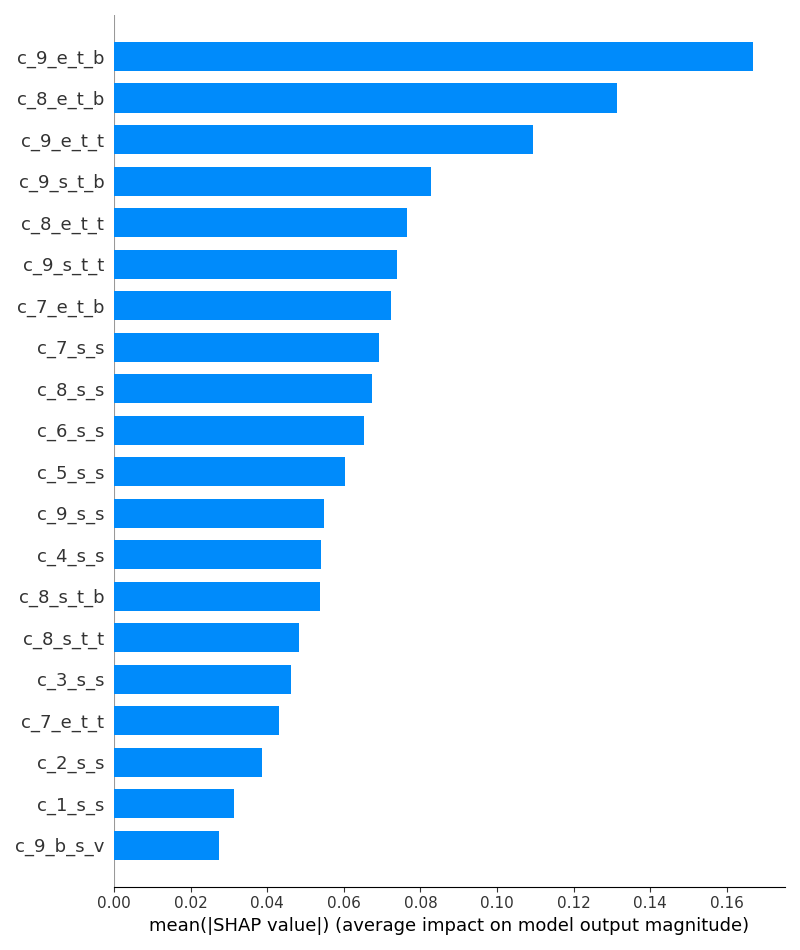 c_9_e_t_b
c_8_e_t_b
c_9_e_t_t
c_9_s_t_b
c_8_e_t_t
c_9_s_t_t
c_7_e_t_b
c_7_s_s
c_8_s_s
c_6_s_s
c_5_s_s
c_9_s_s
c_4_s_s
c_8_s_t_b
c_8_s_t_t
c_3_s_s
c_7_e_t_t
c_2_s_s
c_1_s_s
c_9_b_s_v
0.00 0.02 0.04 0.06 0.08 0.10 0.12 0.14 0.16
mean(|SHAP value|) (average impact on model output magnitude)